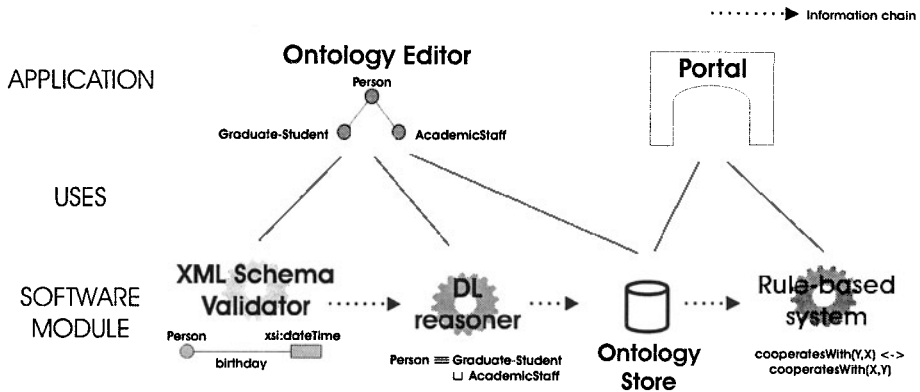 Information chain
APPLICATION
Ontology Editor
Person
Graduate-Student
AcademicStaff
Portal
USES
SOFTWARE
MODULE
XML Schema
Validator
Person
xsi:dateTime
birthday
DL
reasoner
Person ≡ Graduate-Student
⊔ AcademicStaff
Ontology
Store
Rule-based
system
cooperatesWith(Y,X) <->
cooperatesWith(X,Y)